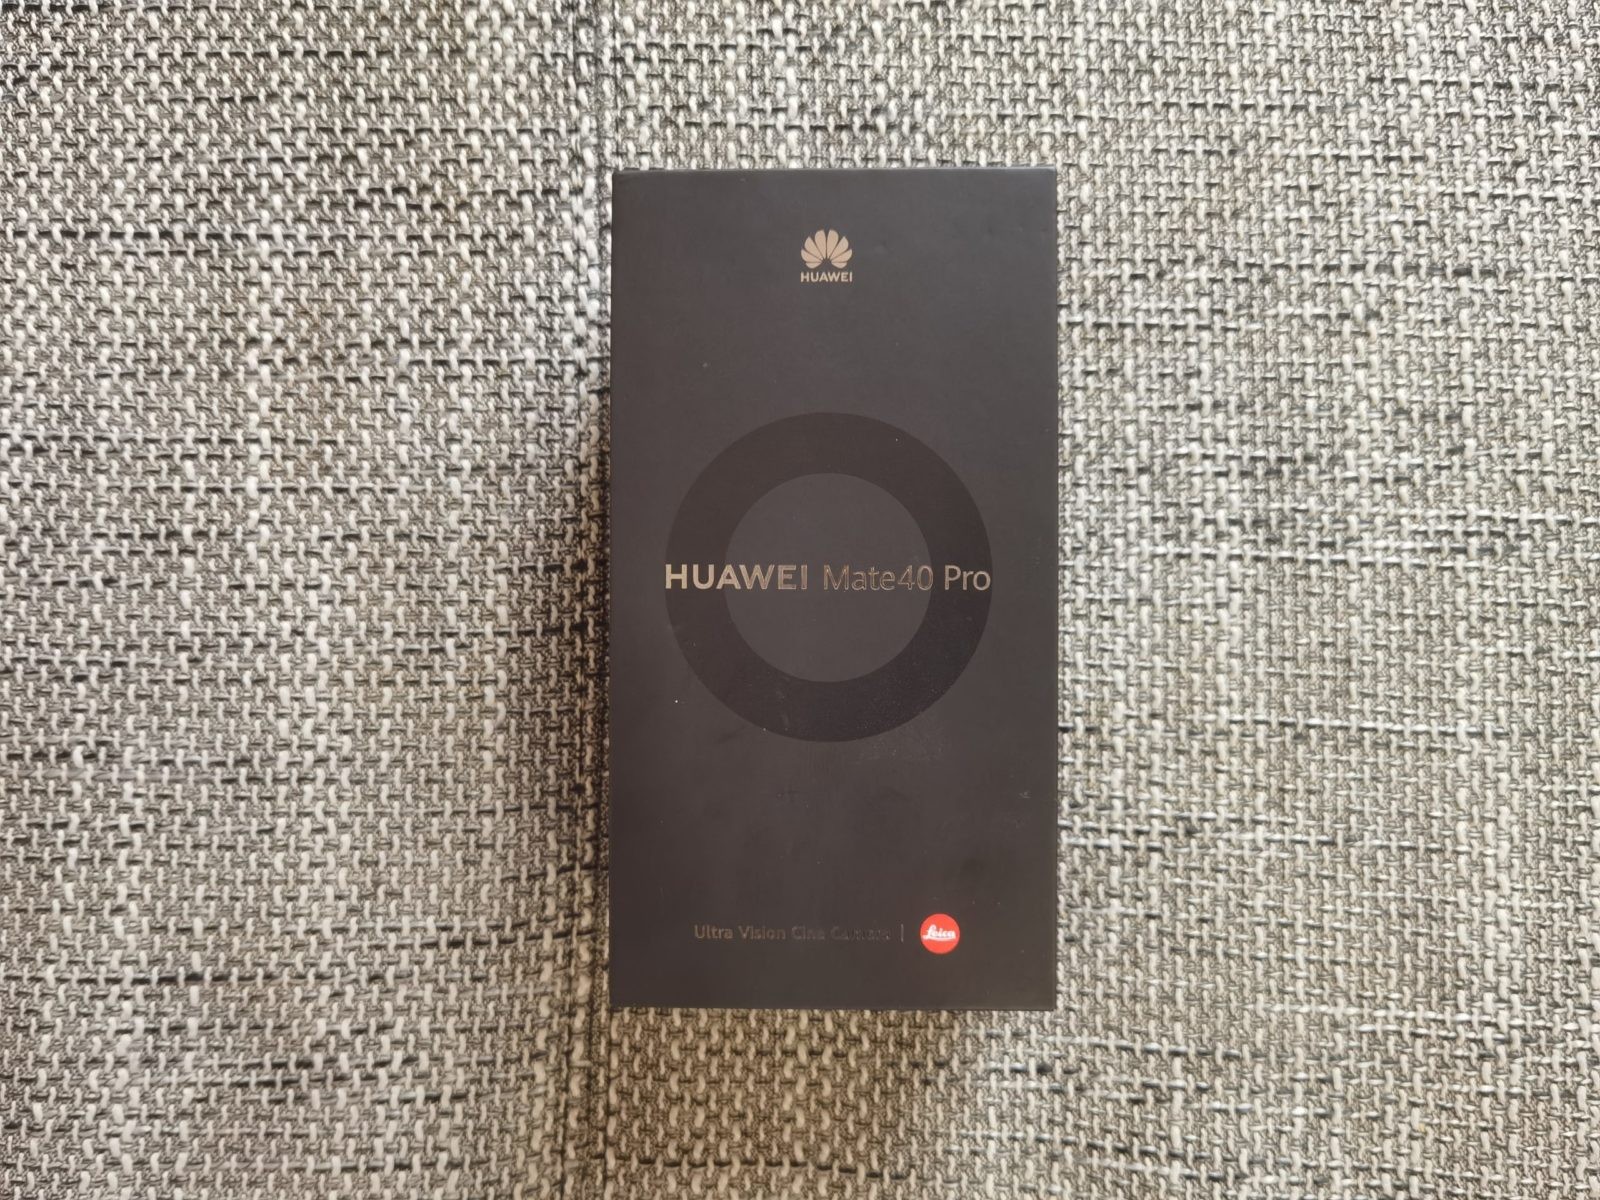 HUAWEI
HUAWEI Mate40 Pro
Ultra Vision Cine Camera | Leica